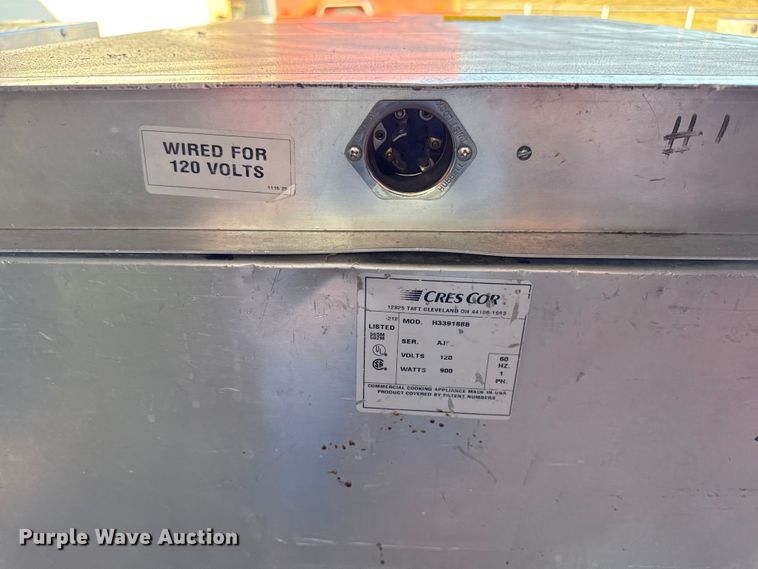 WIRED FOR
120 VOLTS
H.1
CRES COR
12925 TAFT CLEVELAND OH 44108-1693
LISTED
MOD. H339188B
SER.
VOLTS 120
WATTS 900
60
HZ.
1
PH.
COMMERCIAL COOKING APPLIANCE MADE IN USA
PRODUCT COVERED BY PATENT NUMBERS
Purple Wave Auction